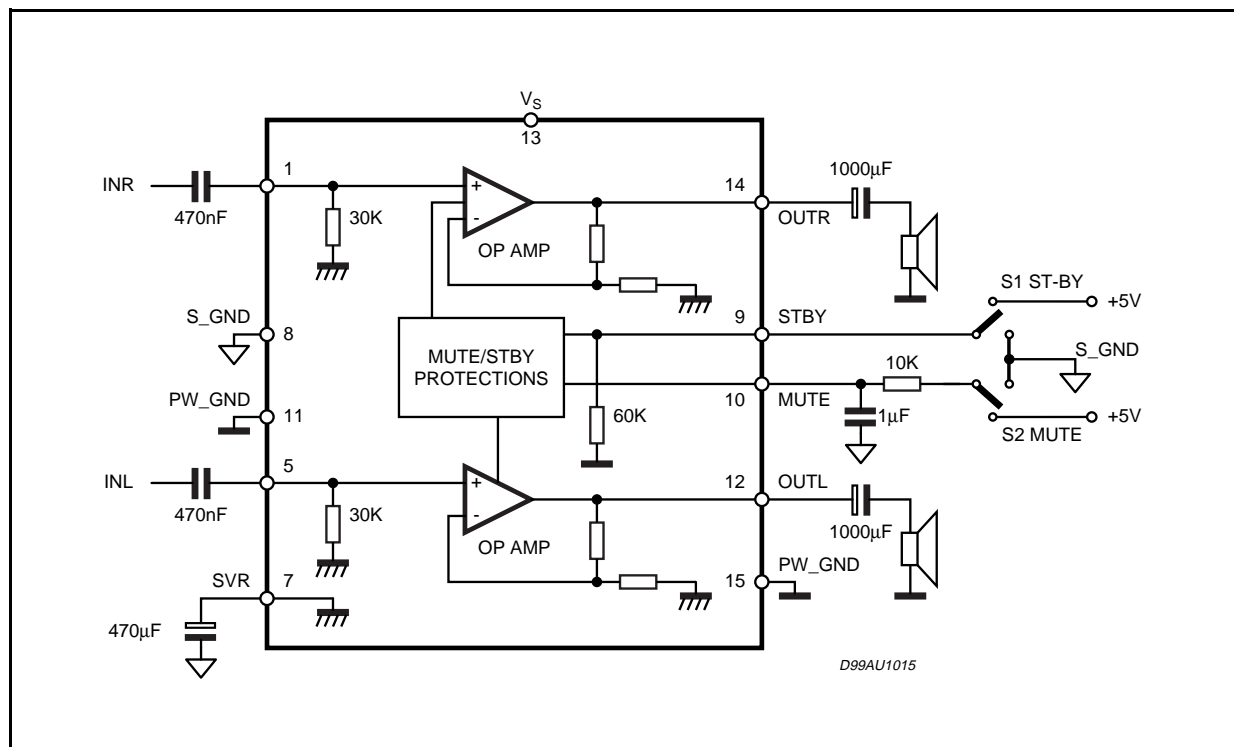 VS
13
1
INR
470nF
30K
+
-
OP AMP
14
1000μF
OUTR
S_GND
8
MUTE/STBY
PROTECTIONS
9
STBY
S1 ST-BY
+5V
S_GND
PW_GND
11
60K
10
MUTE
10K
1μF
S2 MUTE
+5V
5
INL
470nF
30K
+
-
OP AMP
12
OUTL
1000μF
15
PW_GND
SVR
7
470μF
D99AU1015